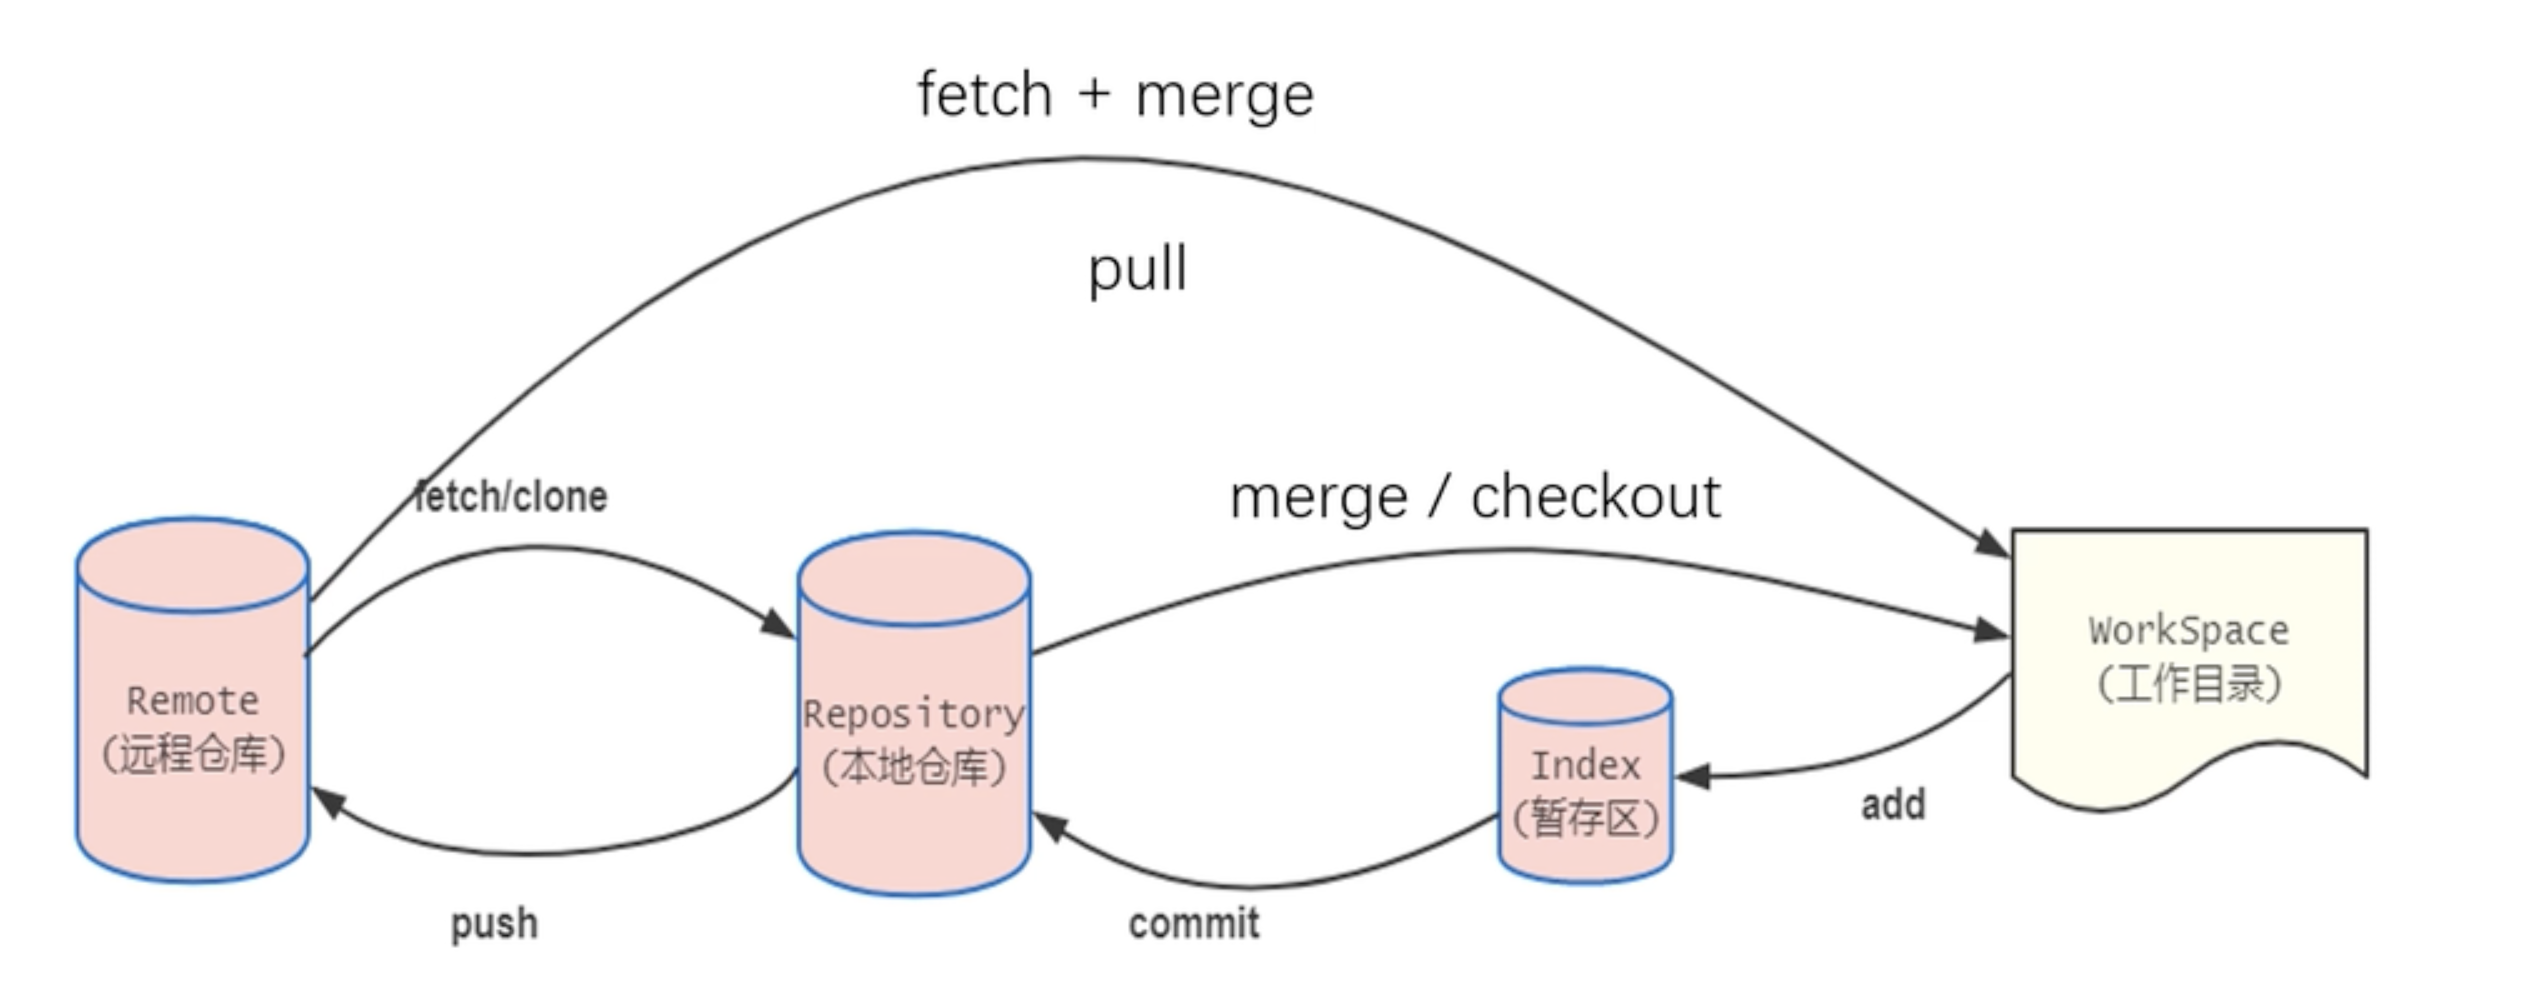 fetch + merge
pull
fetch/clone
merge / checkout
Remote
(远程仓库)
Repository
(本地仓库)
Index
(暂存区)
WorkSpace
(工作目录)
add
push
commit